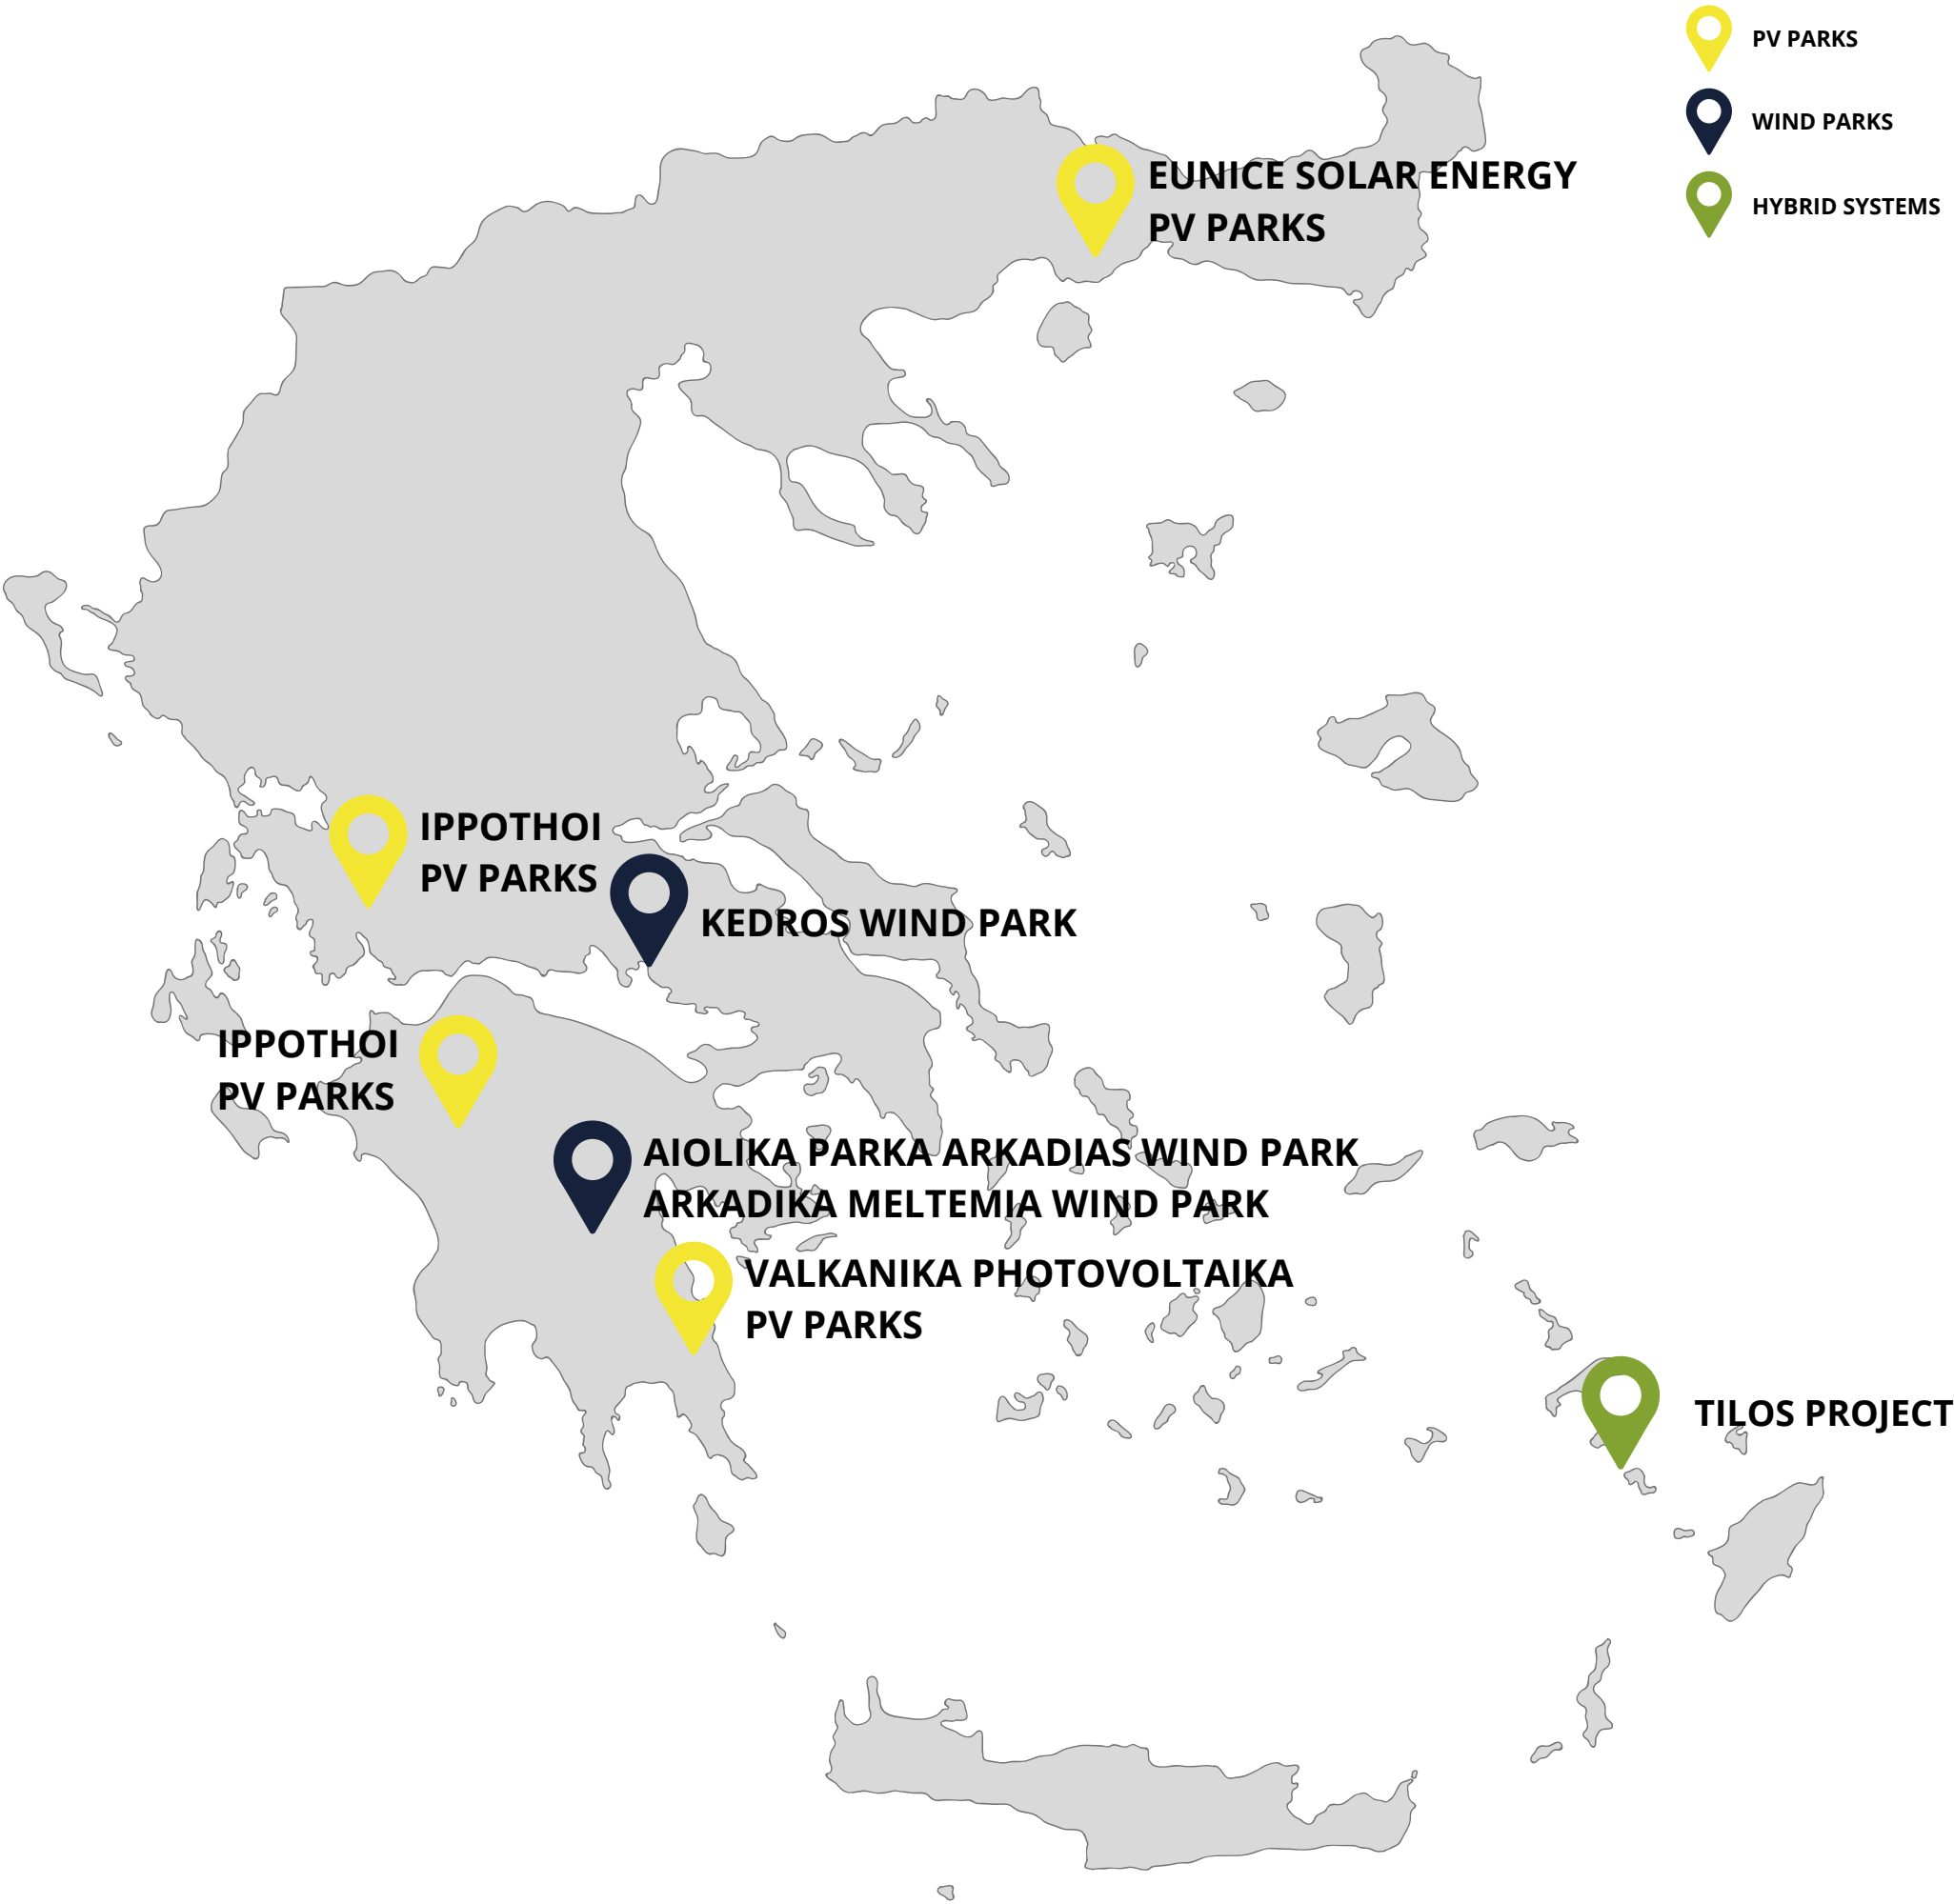 PV PARKS
WIND PARKS
HYBRID SYSTEMS
EUNICE SOLAR ENERGY
PV PARKS
IPPOTHOI
PV PARKS
KEDROS WIND PARK
IPPOTHOI
PV PARKS
AIOLIKA PARKA ARKADIAS WIND PARK
ARKADIKA MELTEMIA WIND PARK
VALKANIKA PHOTOVOLTAIKA
PV PARKS
TILOS PROJECT